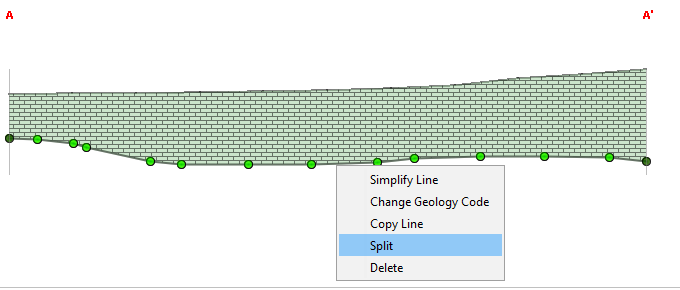 A A'
Simplify Line
Change Geology Code
Copy Line
Split
Delete